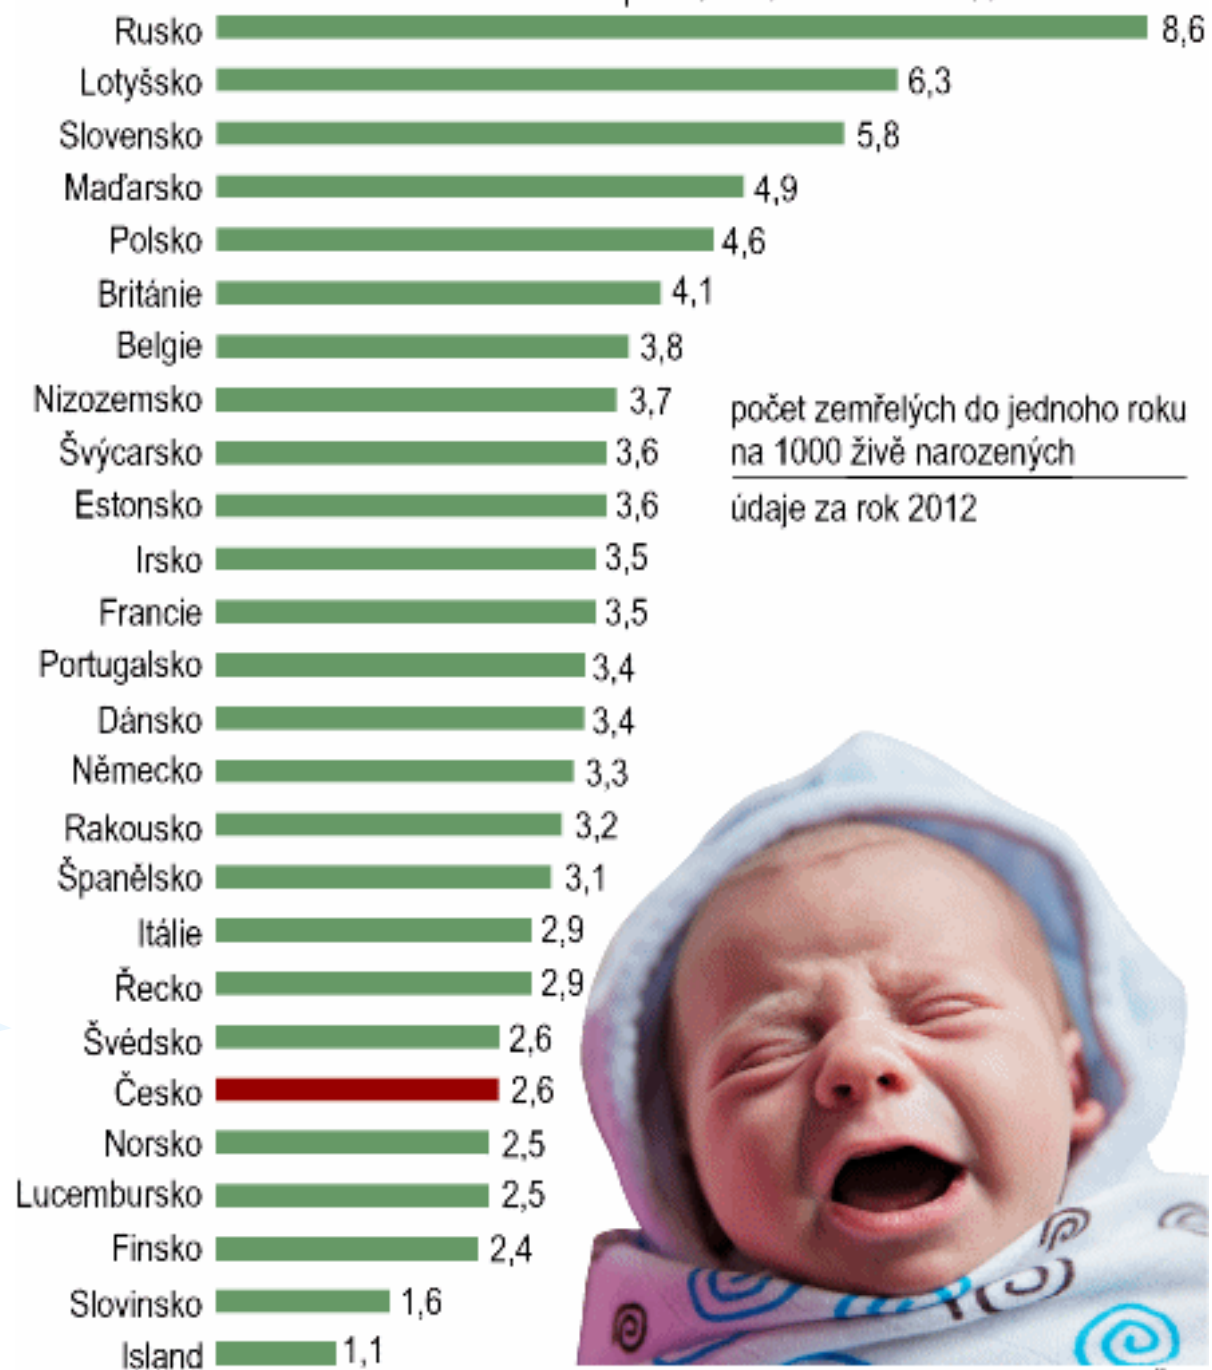 Rusko 8,6
Lotyšsko 6,3
Slovensko 5,8
Maďarsko 4,9
Polsko 4,6
Británie 4,1
Belgie 3,8
Nizozemsko 3,7
Švýcarsko 3,6
Estonsko 3,6
Irsko 3,5
Francie 3,5
Portugalsko 3,4
Dánsko 3,4
Německo 3,3
Rakousko 3,2
Španělsko 3,1
Itálie 2,9
Řecko 2,9
Švédsko 2,6
Česko 2,6
Norsko 2,5
Lucembursko 2,5
Finsko 2,4
Slovinsko 1,6
Island 1,1
počet zemřelých do jednoho roku
na 1000 živě narozených
údaje za rok 2012